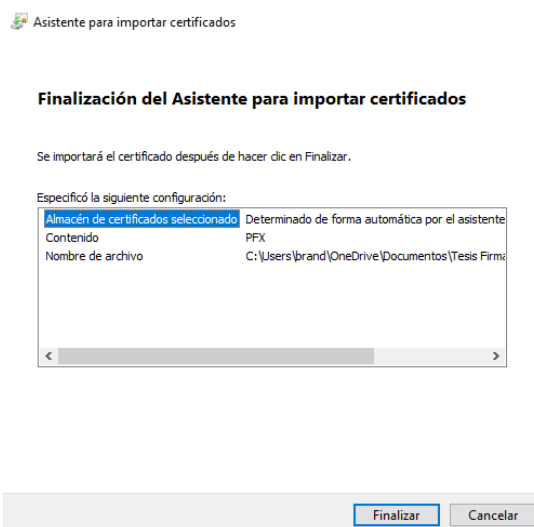 Asistente para importar certificados
Finalización del Asistente para importar certificados
Se importará el certificado después de hacer clic en Finalizar.
Especificó la siguiente configuración:
Almacén de certificados seleccionado Determinado de forma automática por el asistente
Contenido PFX
Nombre de archivo C:\Users\brand\OneDrive\Documentos\Tesis Firma
Finalizar Cancelar